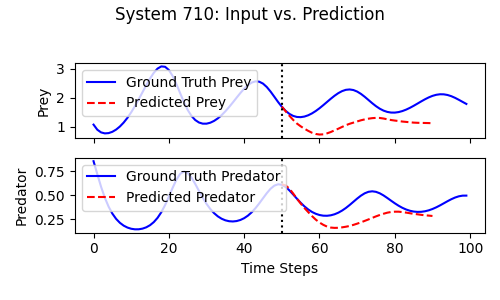 System 710: Input vs. Prediction
3
2
1
Prey
Ground Truth Prey
Predicted Prey
0.75
0.50
0.25
Predator
Ground Truth Predator
Predicted Predator
0 20 40 60 80 100
Time Steps